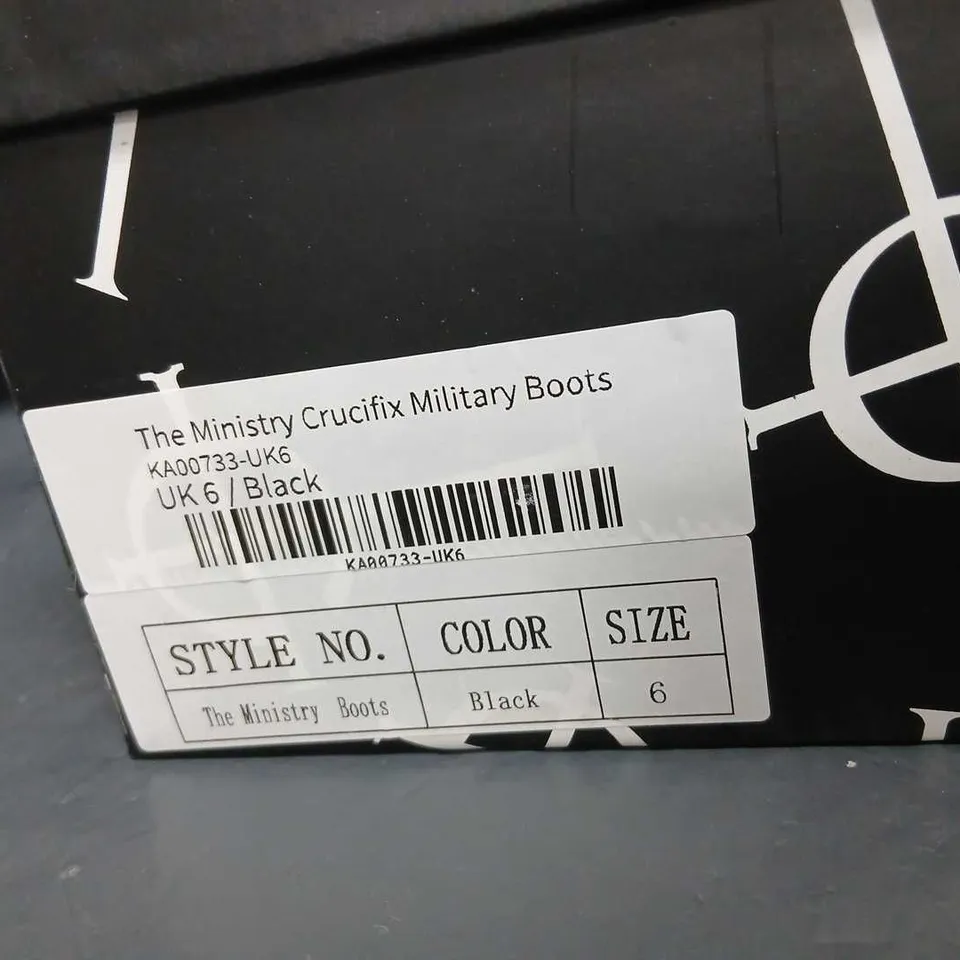 The Ministry Crucifix Military Boots
KA00733-UK6
UK 6 / Black
KA00733-UK6
STYLE NO. COLOR SIZE
The Ministry Boots Black 6